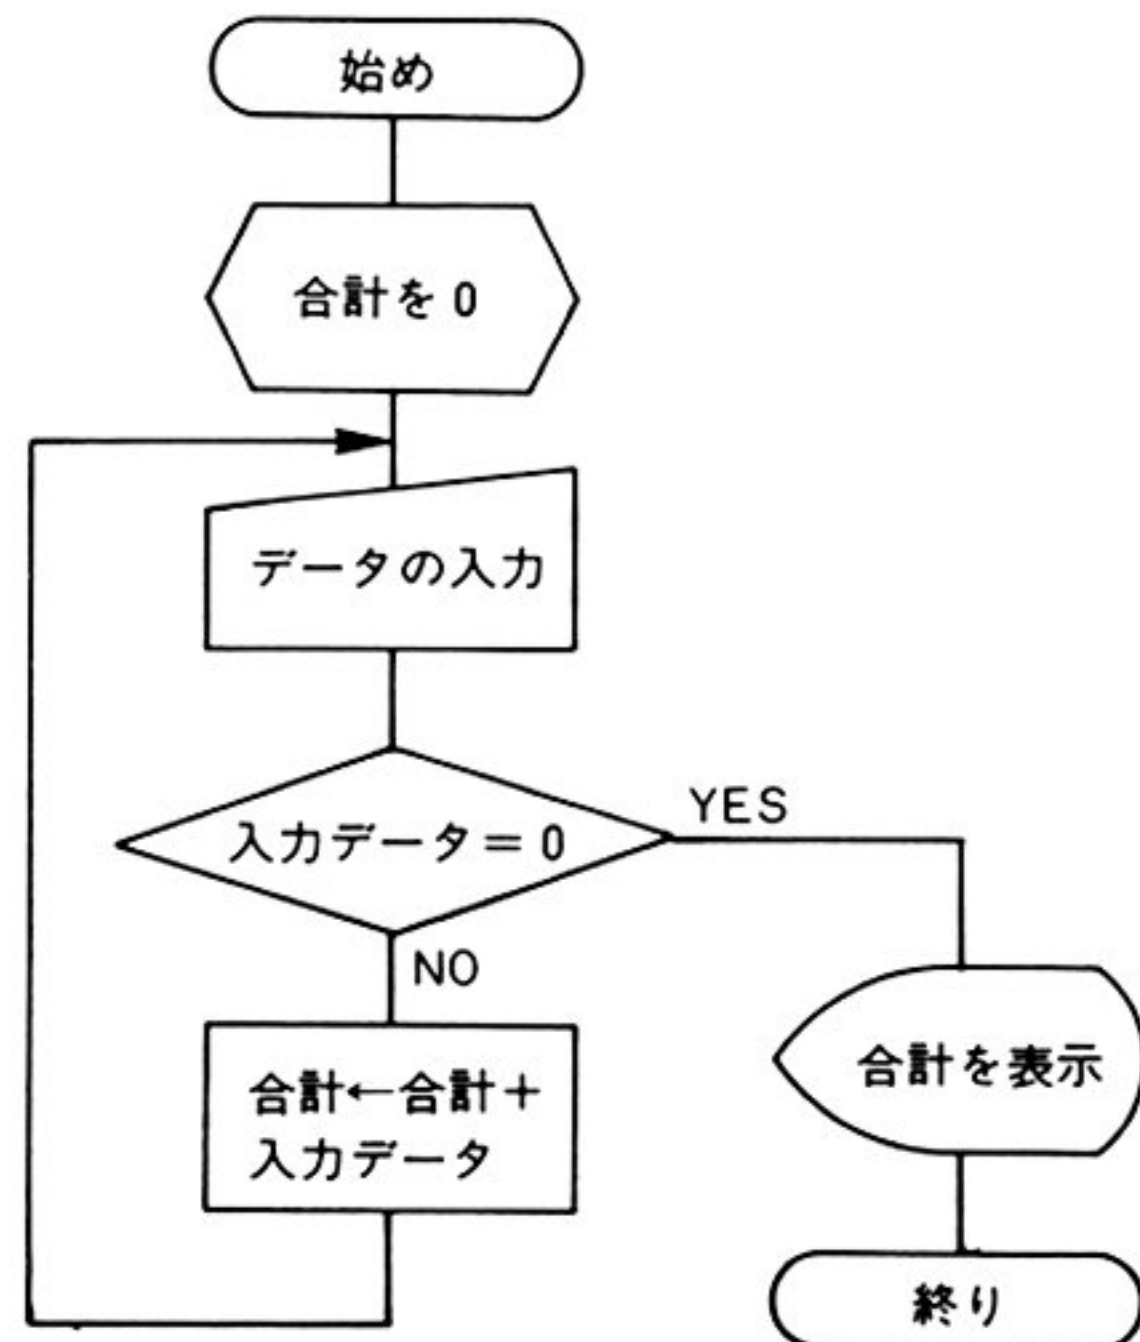 始め
合計を0
データの入力
入力データ=0
YES
NO
合計←合計+
入力データ
合計を表示
終り